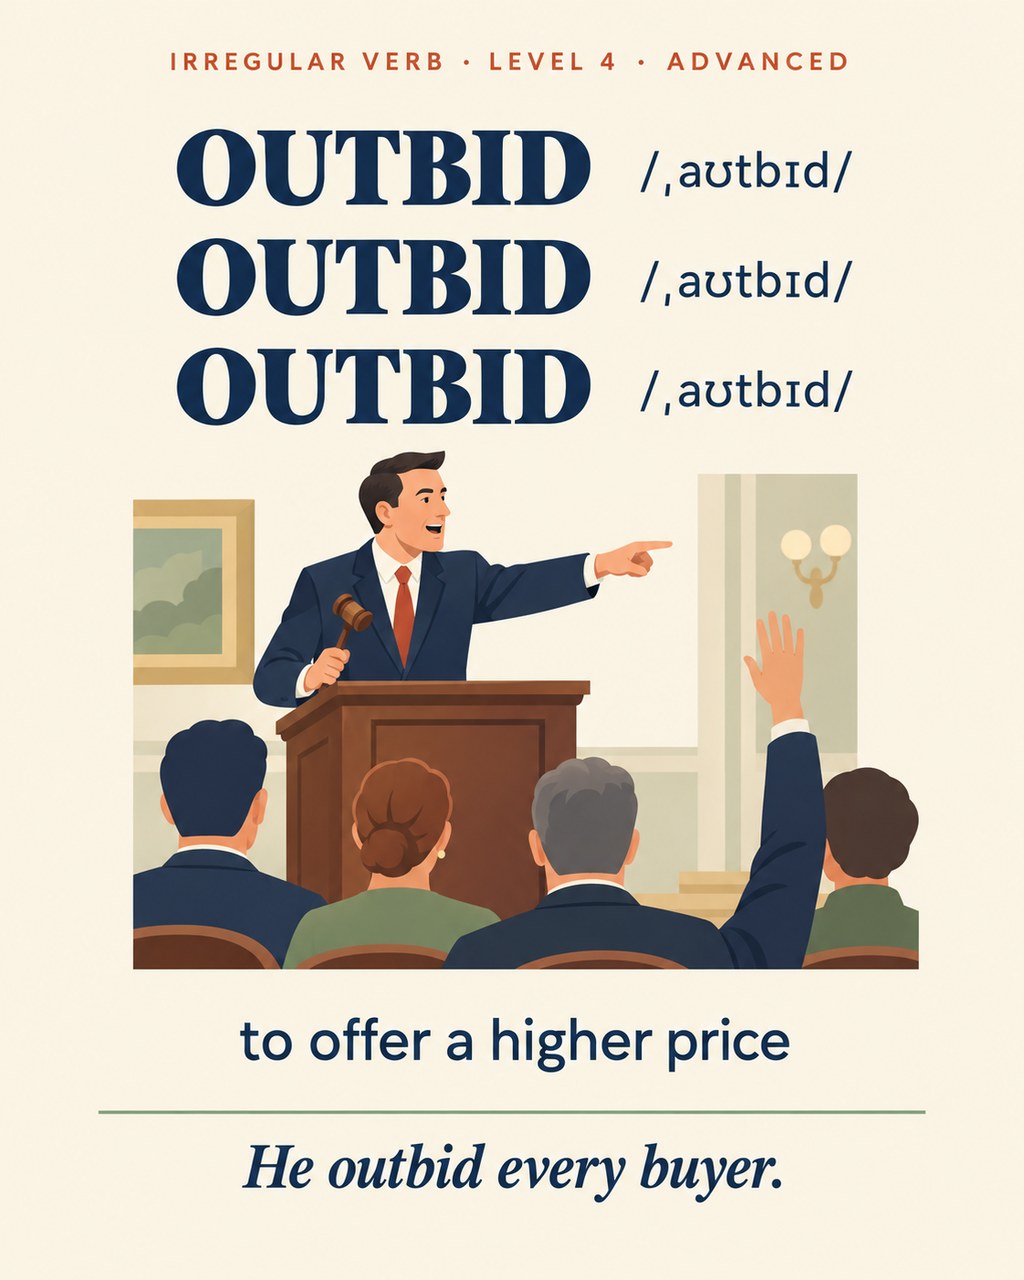 IRREGULAR VERB · LEVEL 4 · ADVANCED
OUTBID /ˌaʊtbɪd/
OUTBID /ˌaʊtbɪd/
OUTBID /ˌaʊtbɪd/
to offer a higher price
He outbid every buyer.